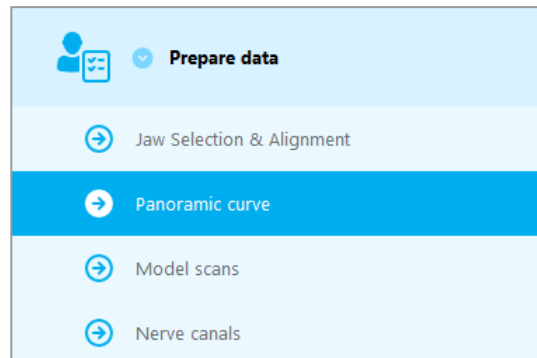 Prepare data
Jaw Selection & Alignment
Panoramic curve
Model scans
Nerve canals